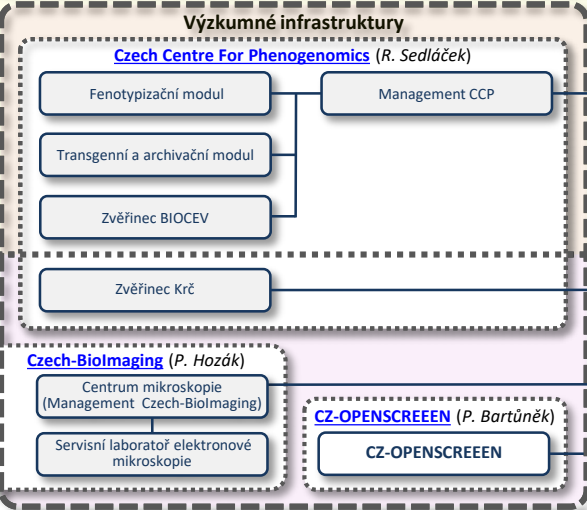 Výzkumné infrastruktury
Czech Centre For Phenogenomics (R. Sedláček)
Fenotypizační modul
Management CCP
Transgenní a archivační modul
Zvěřinec BIOCEV
Zvěřinec Krč
Czech-BioImaging (P. Hozák)
Centrum mikroskopie
(Management Czech-BioImaging)
Servisní laboratoř elektronové
mikroskopie
CZ-OPENSCREEEN (P. Bartůněk)
CZ-OPENSCREEEN